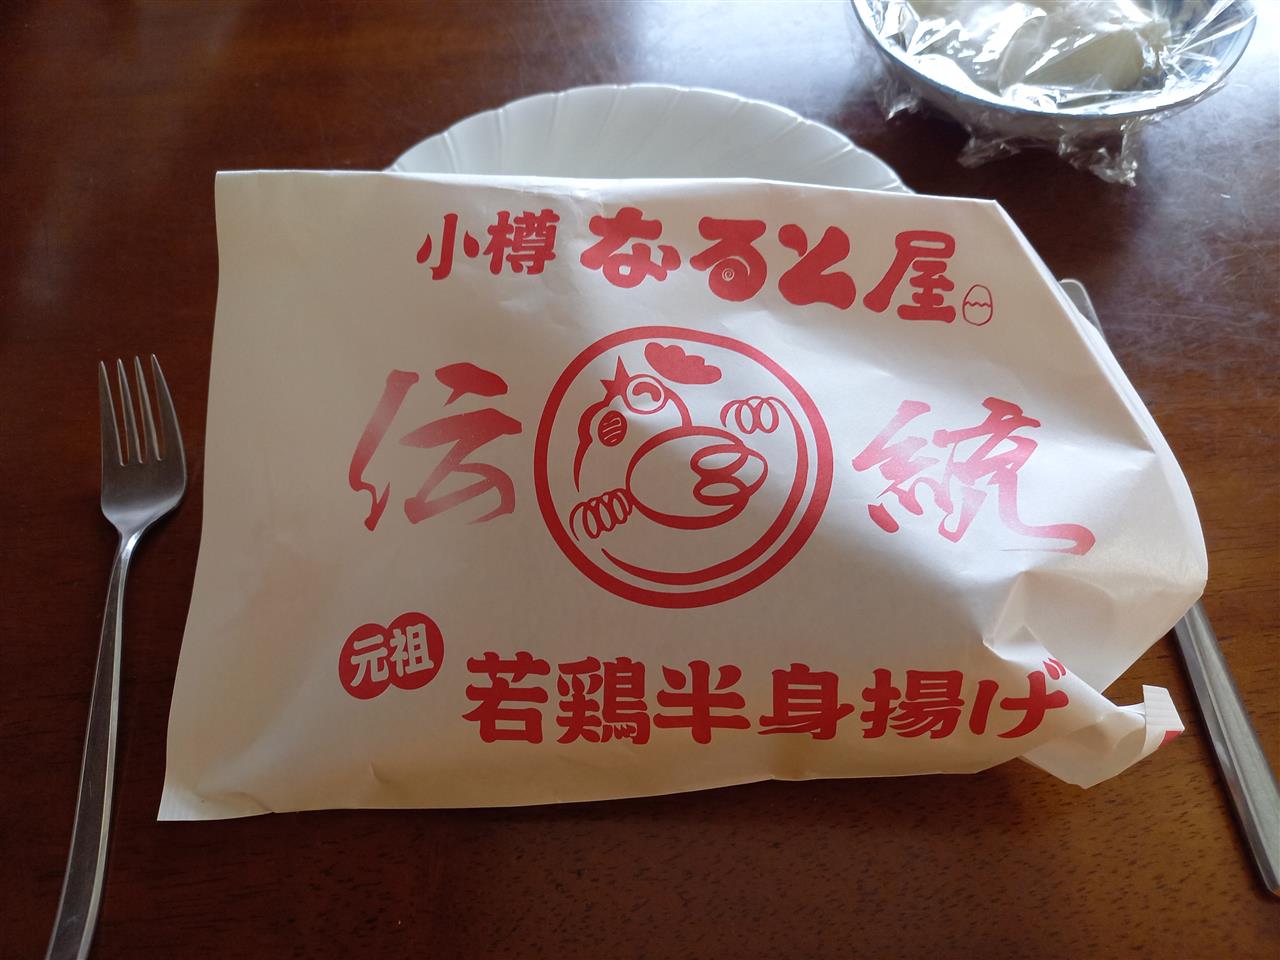 小樽 なると屋
伝統
元祖 若鶏半身揚げ